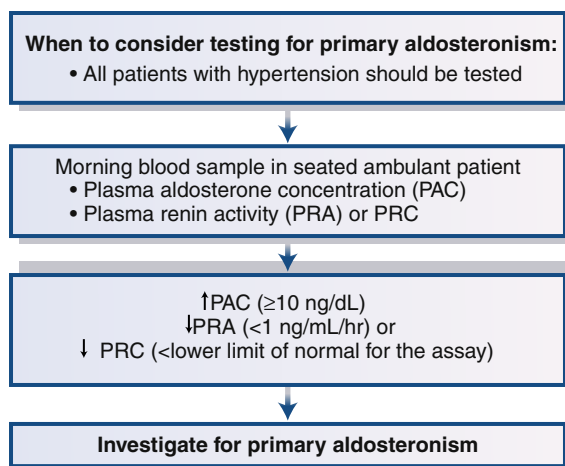 When to consider testing for primary aldosteronism:
• All patients with hypertension should be tested
Morning blood sample in seated ambulant patient
• Plasma aldosterone concentration (PAC)
• Plasma renin activity (PRA) or PRC
↑PAC (≥10 ng/dL)
↓PRA (<1 ng/mL/hr) or
↓ PRC (<lower limit of normal for the assay)
Investigate for primary aldosteronism